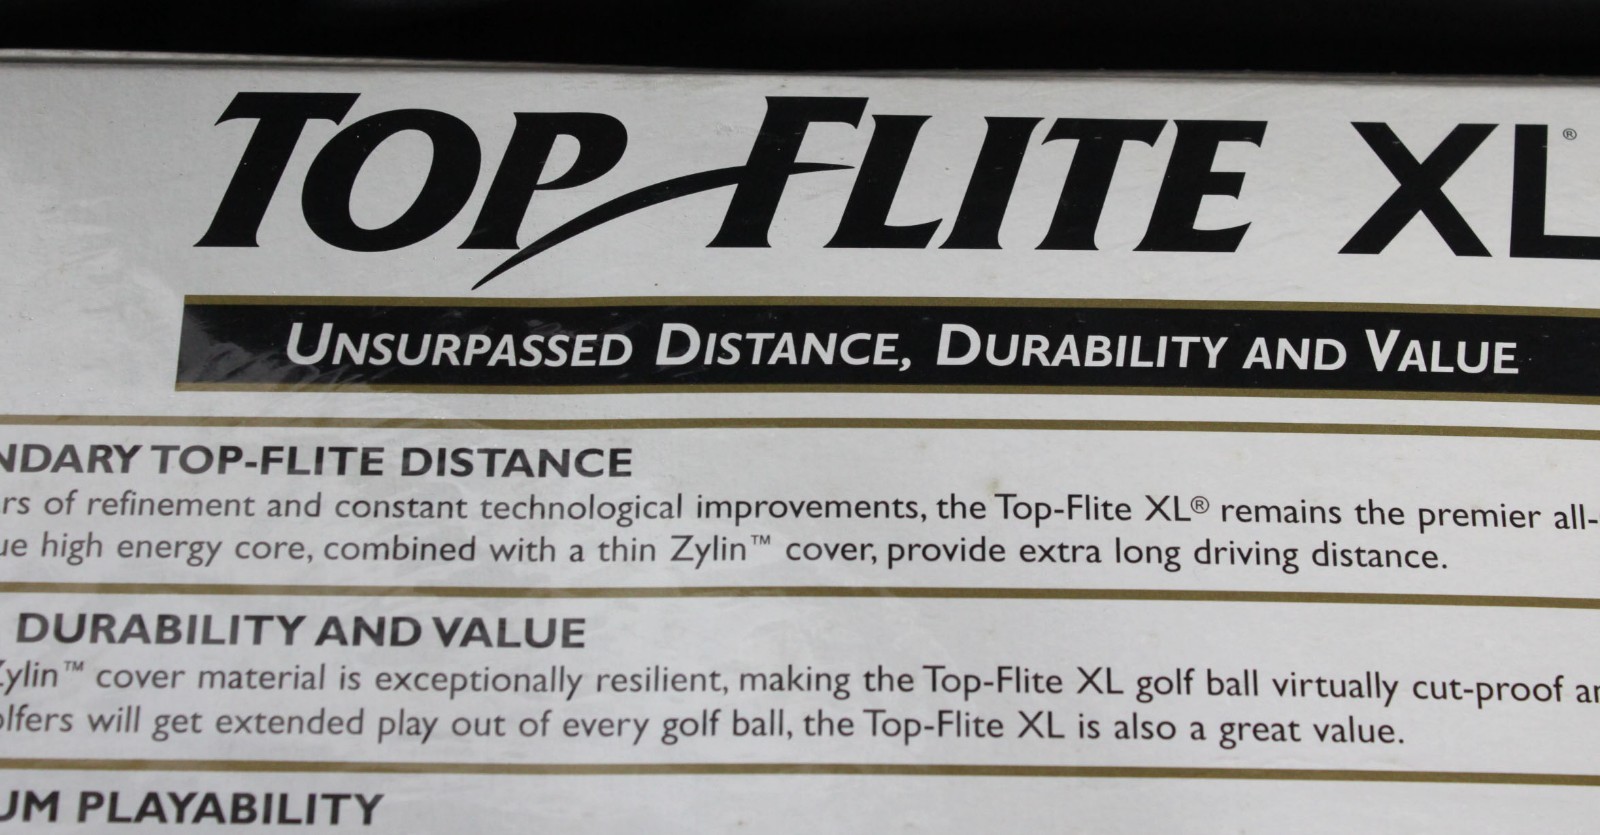 TOP FLITE XL®
UNSURPASSED DISTANCE, DURABILITY AND VALUE
NDARY TOP-FLITE DISTANCE
rs of refinement and constant technological improvements, the Top-Flite XL® remains the premier all-
ue high energy core, combined with a thin Zylin™ cover, provide extra long driving distance.
DURABILITY AND VALUE
Zylin™ cover material is exceptionally resilient, making the Top-Flite XL golf ball virtually cut-proof an
olfers will get extended play out of every golf ball, the Top-Flite XL is also a great value.
UM PLAYABILITY